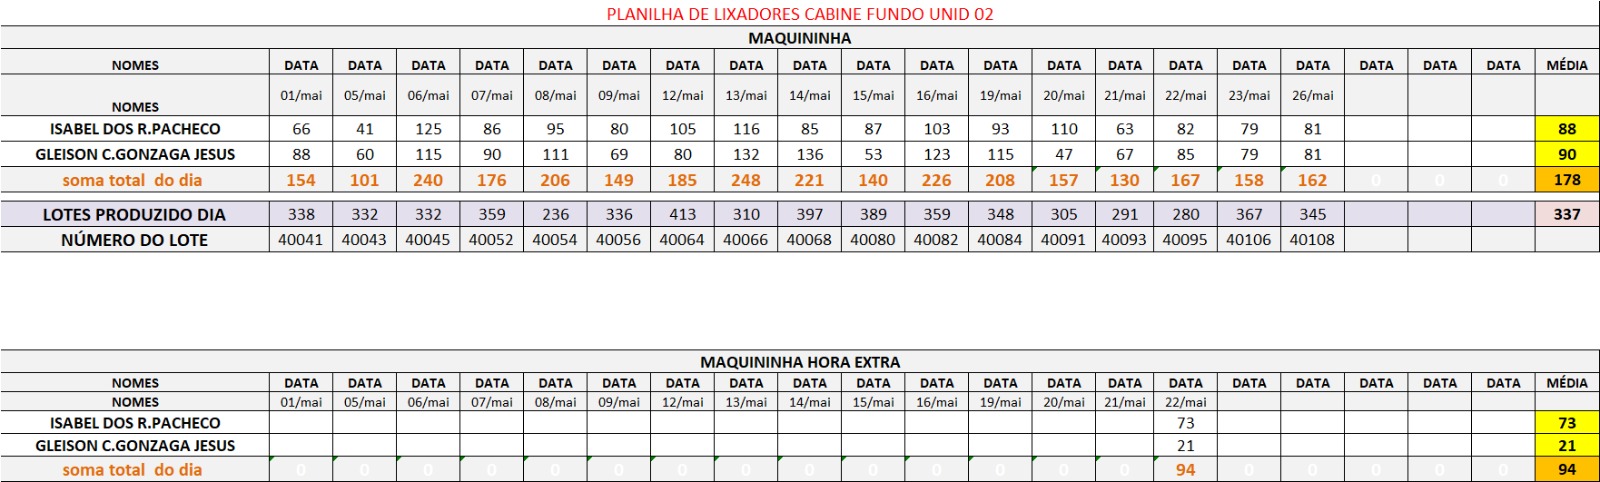 PLANILHA DE LIXADORES CABINE FUNDO UNID 02
MAQUININHA
NOMES DATA DATA DATA DATA DATA DATA DATA DATA DATA DATA DATA DATA DATA DATA DATA DATA DATA DATA DATA DATA MÉDIA
NOMES 01/mai 05/mai 06/mai 07/mai 08/mai 09/mai 12/mai 13/mai 14/mai 15/mai 16/mai 19/mai 20/mai 21/mai 22/mai 23/mai 26/mai
ISABEL DOS R.PACHECO 66 41 125 86 95 80 105 116 85 87 103 93 110 63 82 79 81 88
GLEISON C.GONZAGA JESUS 88 60 115 90 111 69 80 132 136 53 123 115 47 67 85 79 81 90
soma total do dia 154 101 240 176 206 149 185 248 221 140 226 208 157 130 167 158 162 0 0 0 178
LOTES PRODUZIDO DIA 338 332 332 359 236 336 413 310 397 389 359 348 305 291 280 367 345 337
NÚMERO DO LOTE 40041 40043 40045 40052 40054 40056 40064 40066 40068 40080 40082 40084 40091 40093 40095 40106 40108
MAQUININHA HORA EXTRA
NOMES DATA DATA DATA DATA DATA DATA DATA DATA DATA DATA DATA DATA DATA DATA DATA DATA DATA DATA DATA DATA MÉDIA
NOMES 01/mai 05/mai 06/mai 07/mai 08/mai 09/mai 12/mai 13/mai 14/mai 15/mai 16/mai 19/mai 20/mai 21/mai 22/mai
ISABEL DOS R.PACHECO 73 73
GLEISON C.GONZAGA JESUS 21 21
soma total do dia 0 0 0 0 0 0 0 0 0 0 0 0 0 0 94 0 0 0 0 0 94